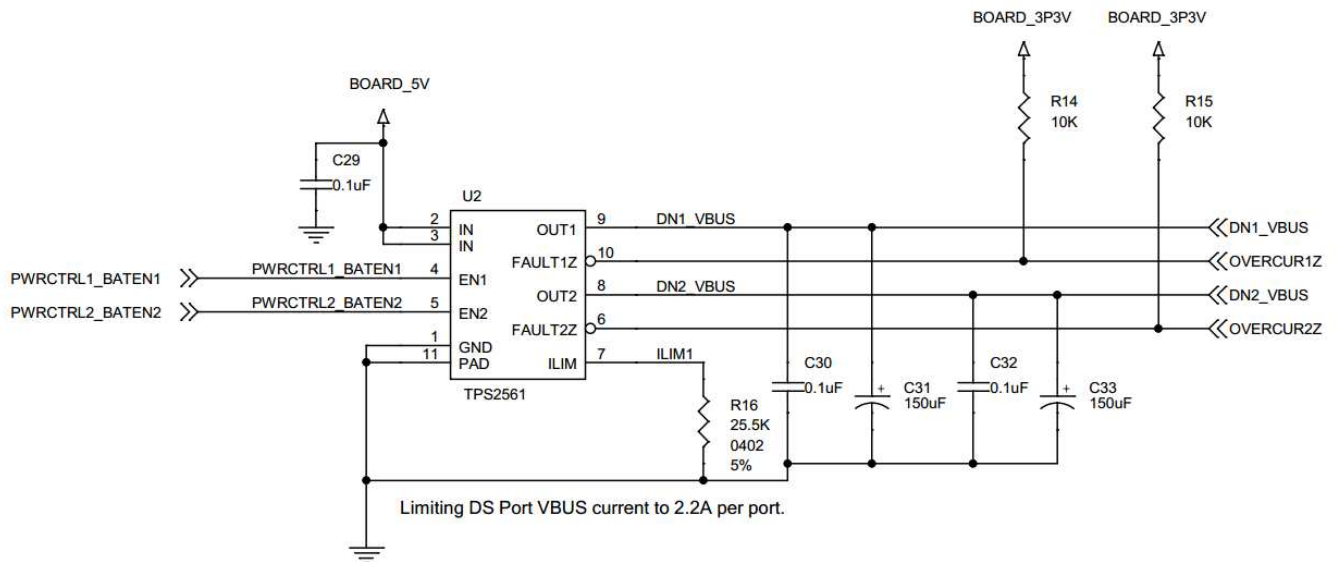 BOARD_3P3V
BOARD_3P3V
BOARD_5V
R14
10K
R15
10K
C29
0.1uF
U2
2
IN
OUT1
9
DN1_VBUS
DN1_VBUS
3
IN
FAULT1Z
10
OVERCUR1Z
PWRCTRL1_BATEN1
PWRCTRL1_BATEN1
4
EN1
OUT2
8
DN2_VBUS
DN2_VBUS
PWRCTRL2_BATEN2
PWRCTRL2_BATEN2
5
EN2
FAULT2Z
6
OVERCUR2Z
1
GND
11
PAD
ILIM
7
ILIM1
TPS2561
C30
0.1uF
C31
+
150uF
C32
0.1uF
C33
+
150uF
R16
25.5K
0402
5%
Limiting DS Port VBUS current to 2.2A per port.